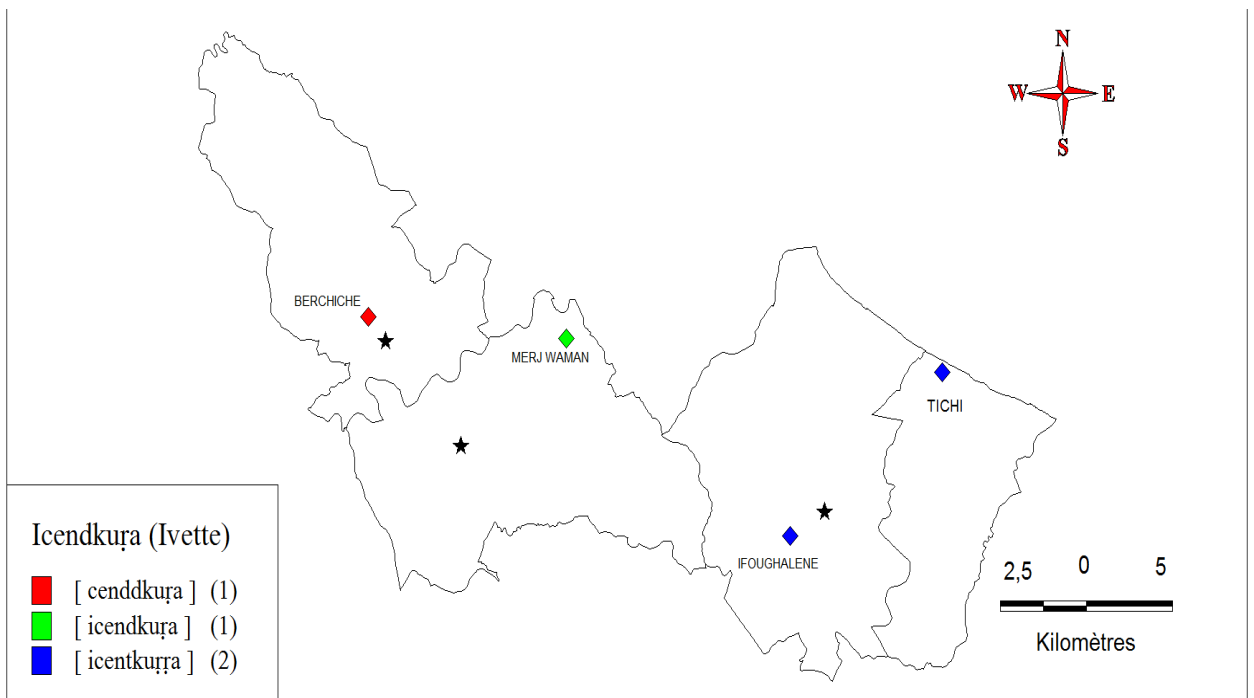 N
W E
S
BERCHICHE
MERJ WAMAN
TICHI
IFOUGHALENE
Icendkuṛa (Ivette)
[ cenddkuṛa ] (1)
[ icendkuṛa ] (1)
[ icentkuṛṛa ] (2)
2,5 0 5
Kilomètres